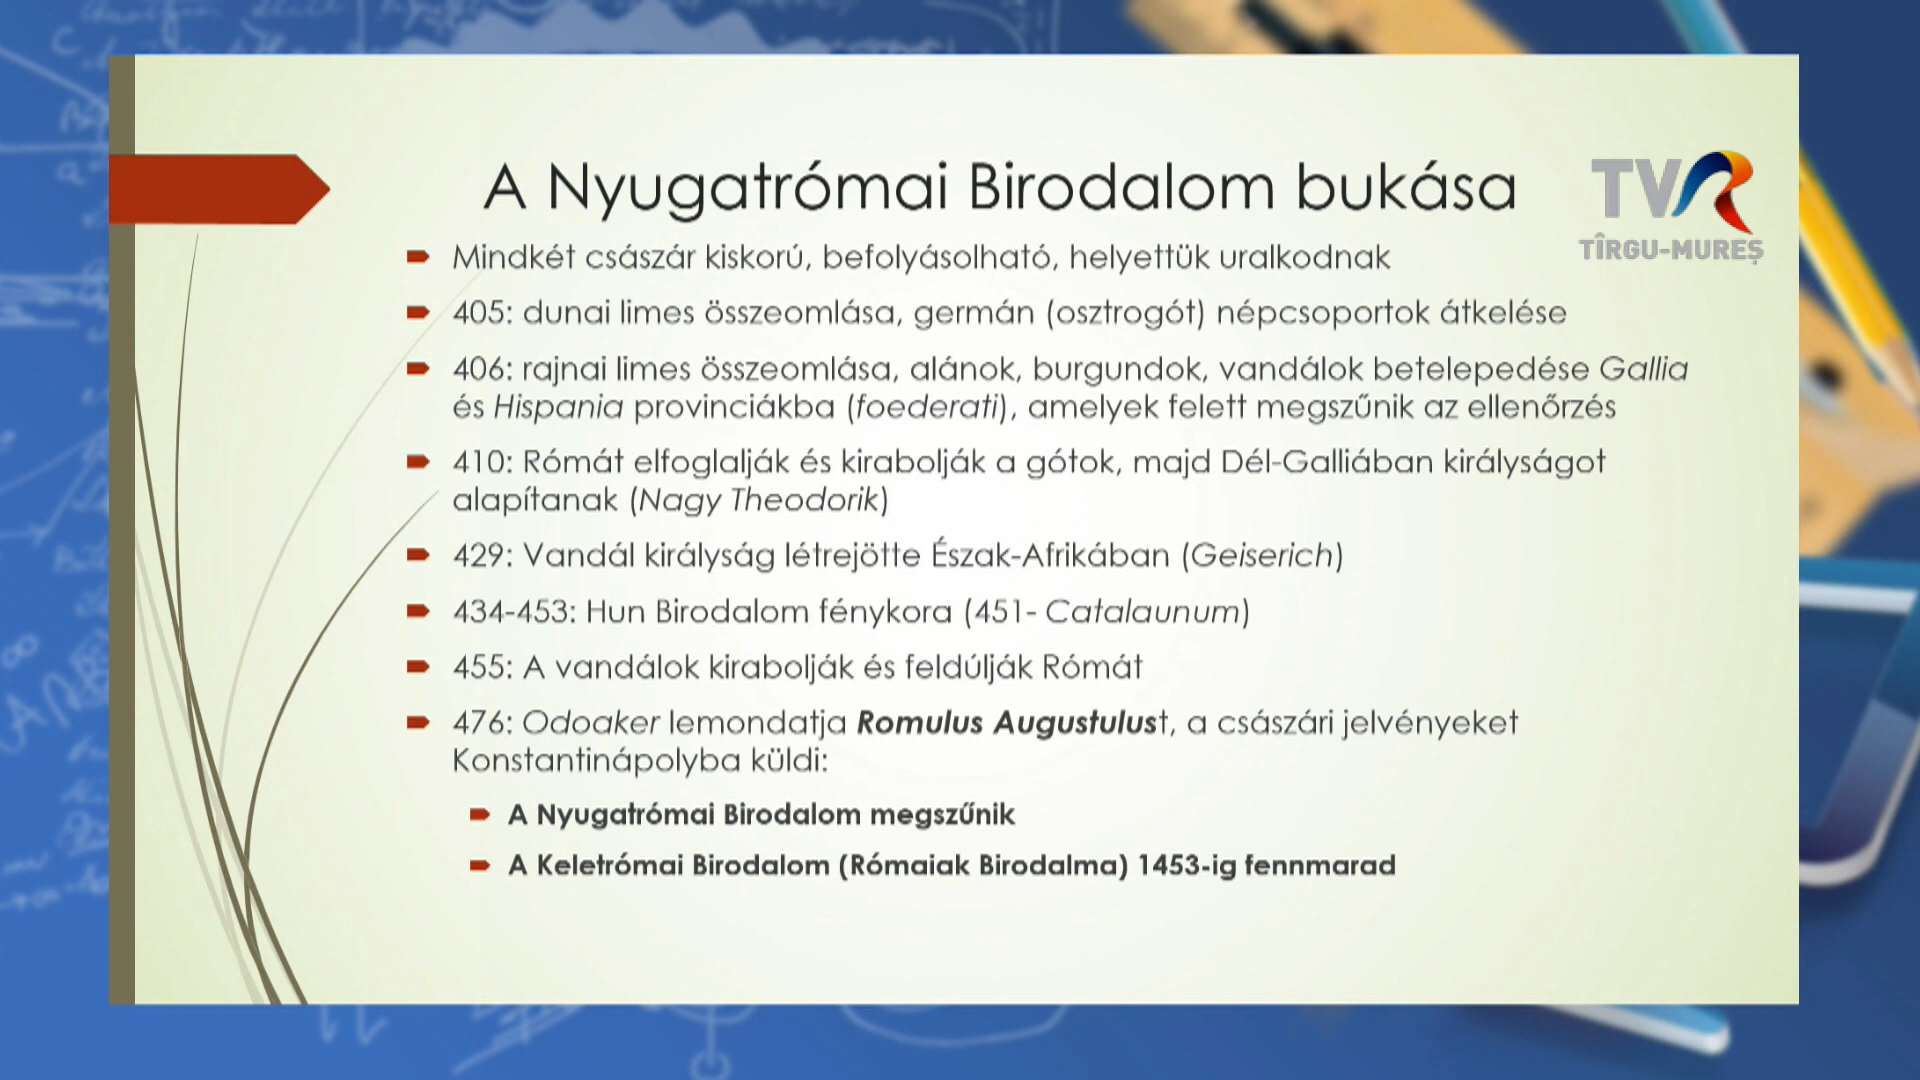 A Nyugatrómai Birodalom bukása
TVR
TÎRGU-MUREȘ
Mindkét császár kiskorú, befolyásolható, helyettük uralkodnak
405: dunai limes összeomlása, germán (osztrogót) népcsoportok átkelése
406: rajnai limes összeomlása, alánok, burgundok, vandálok betelepedése Gallia
és Hispania provinciákba (foederati), amelyek felett megszűnik az ellenőrzés
410: Rómát elfoglalják és kirabolják a gótok, majd Dél-Galliában királyságot
alapítanak (Nagy Theodorik)
429: Vandál királyság létrejötte Észak-Afrikában (Geiserich)
434-453: Hun Birodalom fénykora (451- Catalaunum)
455: A vandálok kirabolják és feldúlják Rómát
476: Odoaker lemondatja Romulus Augustulust, a császári jelvényeket
Konstantinápolyba küldi:
A Nyugatrómai Birodalom megszűnik
A Keletrómai Birodalom (Rómaiak Birodalma) 1453-ig fennmarad